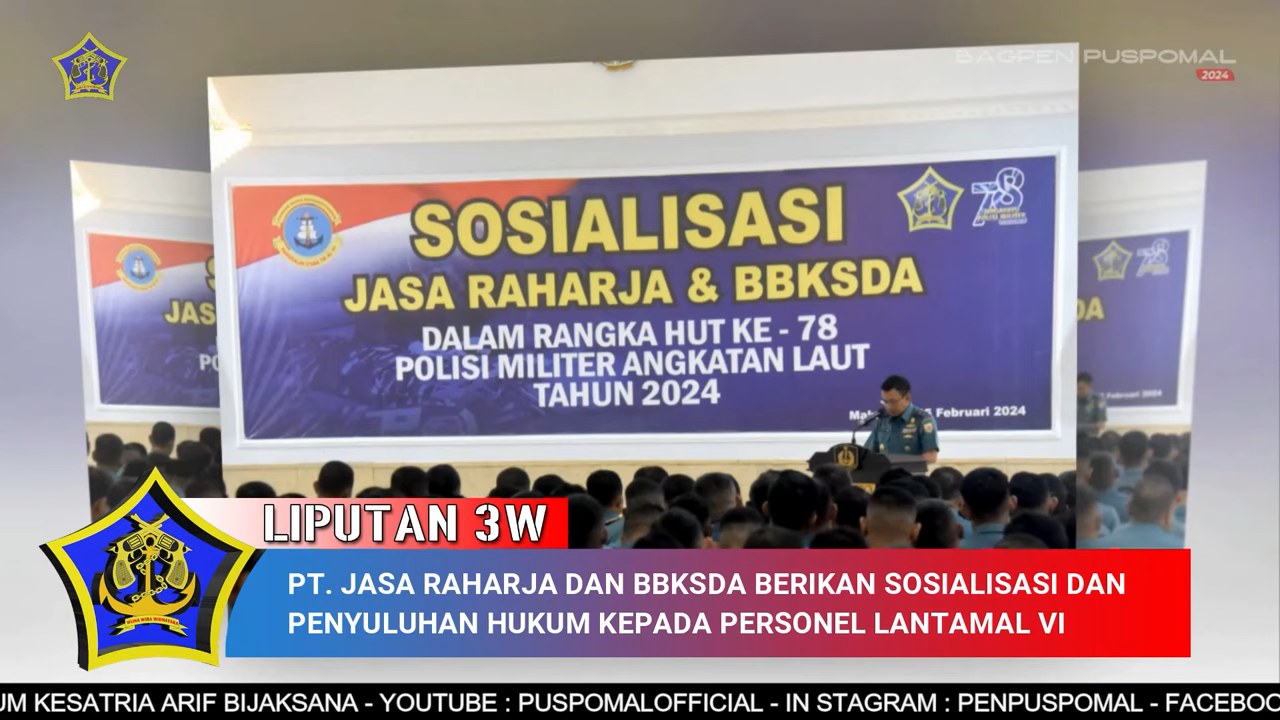 BAGPEN PUSPOMAL
2024
SOSIALISASI
JASA RAHARJA & BBKSDA
DALAM RANGKA HUT KE - 78
POLISI MILITER ANGKATAN LAUT
TAHUN 2024
Februari 2024
78
LIPUTAN 3W
PT. JASA RAHARJA DAN BBKSDA BERIKAN SOSIALISASI DAN
PENYULUHAN HUKUM KEPADA PERSONEL LANTAMAL VI
UM KESATRIA ARIF BIJAKSANA - YOUTUBE : PUSPOMALOFFICIAL - IN STAGRAM : PENPUSPOMAL - FACEBOO